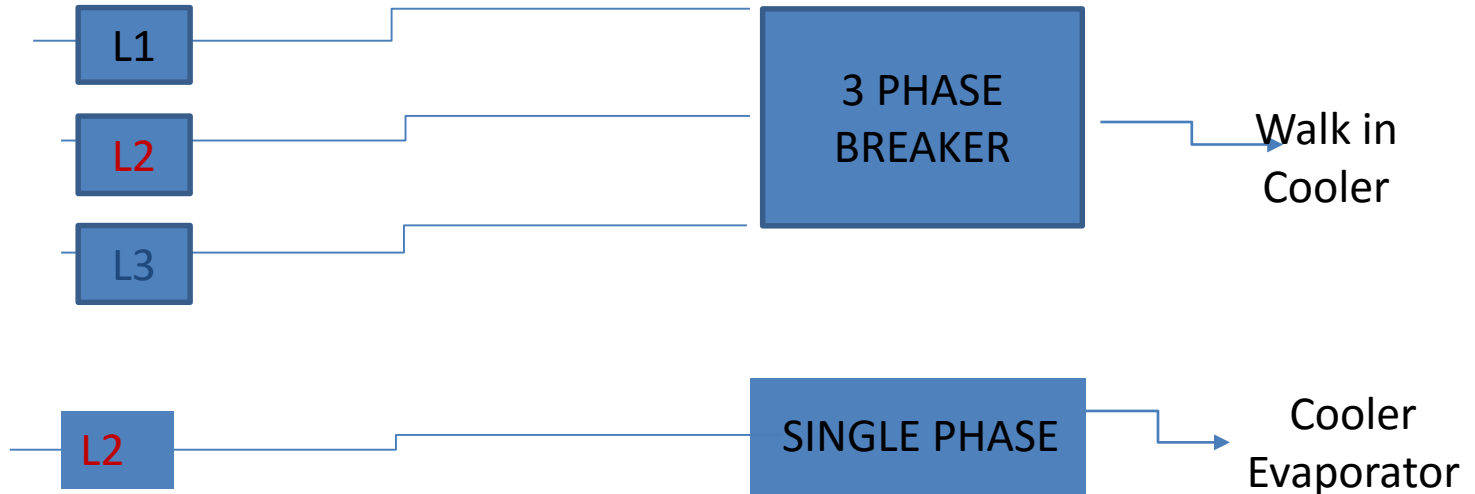 L1
3 PHASE
BREAKER
L2
Walk in
Cooler
L3
L2
SINGLE PHASE
Cooler
Evaporator